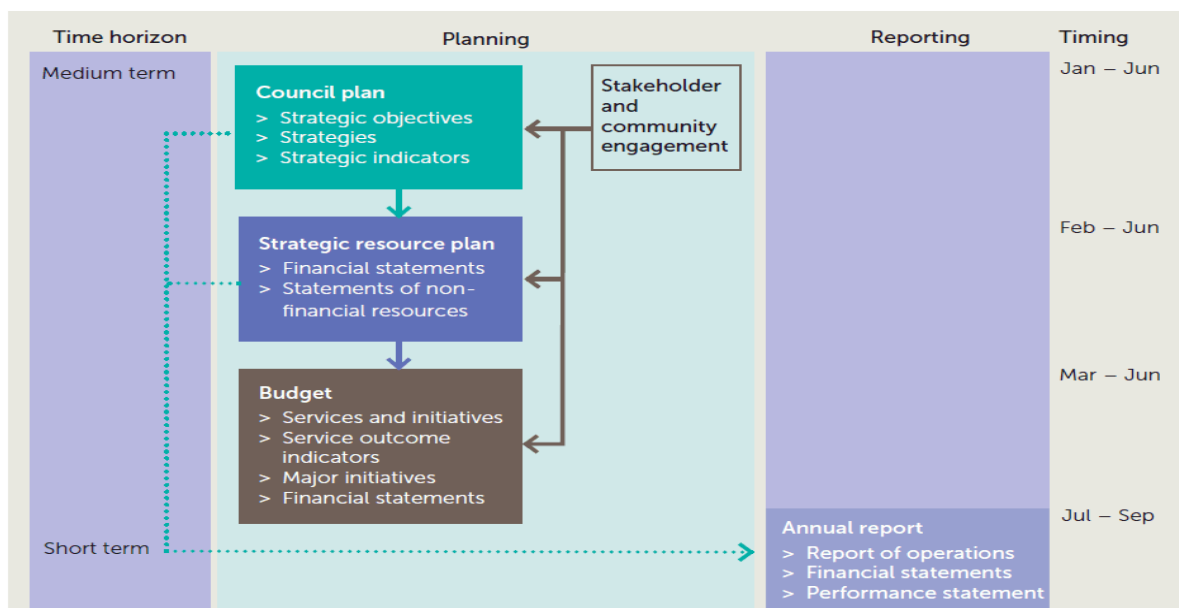 Time horizon
Planning
Reporting
Timing
Medium term
Council plan
> Strategic objectives
> Strategies
> Strategic indicators
Stakeholder
and
community
engagement
Jan – Jun
Strategic resource plan
> Financial statements
> Statements of non-
financial resources
Feb – Jun
Budget
> Services and initiatives
> Service outcome
indicators
> Major initiatives
> Financial statements
Mar – Jun
Short term
Annual report
> Report of operations
> Financial statements
> Performance statement
Jul – Sep